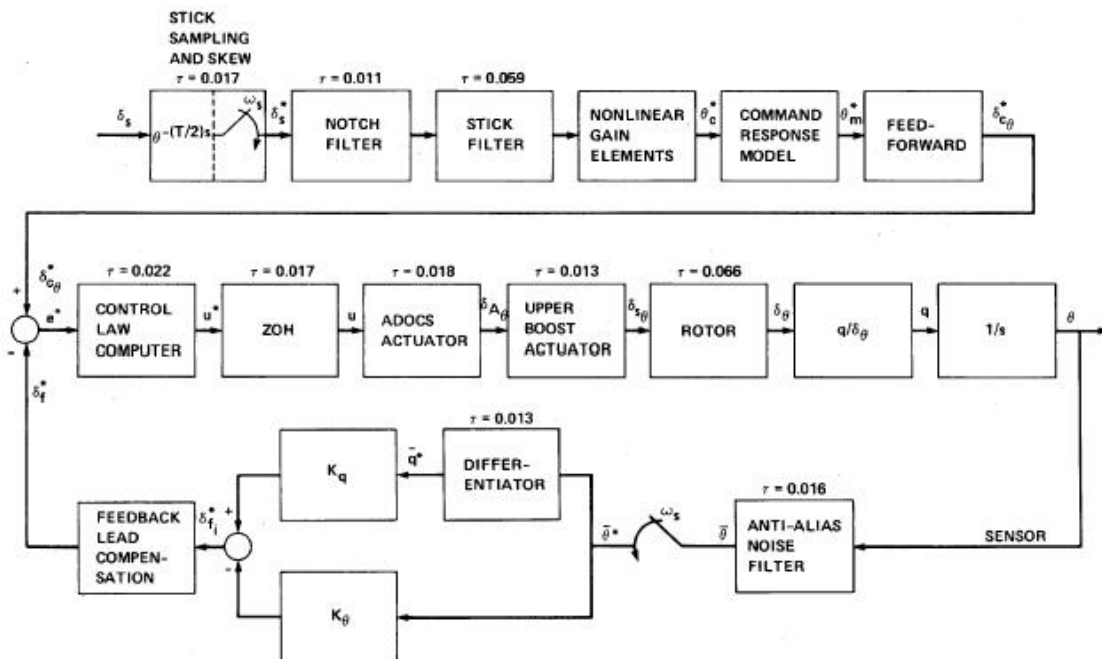 STICK
SAMPLING
AND SKEW
τ = 0.017
τ = 0.011
τ = 0.059
δs
θ-(T/2)s
ωs
δs*
NOTCH
FILTER
STICK
FILTER
NONLINEAR
GAIN
ELEMENTS
θc*
COMMAND
RESPONSE
MODEL
θm*
FEED-
FORWARD
δcθ*
δcθ*
+
e*
-
δf*
τ = 0.022
CONTROL
LAW
COMPUTER
u*
τ = 0.017
ZOH
u
τ = 0.018
ADOCS
ACTUATOR
δAθ
τ = 0.013
UPPER
BOOST
ACTUATOR
δsθ
τ = 0.066
ROTOR
δθ
q/δθ
q
1/s
θ
FEEDBACK
LEAD
COMPEN-
SATION
δfi*
+
-
Kq
q̄*
τ = 0.013
DIFFER-
ENTIATOR
Kθ
θ̄*
ωs
θ̄
τ = 0.016
ANTI-ALIAS
NOISE
FILTER
SENSOR